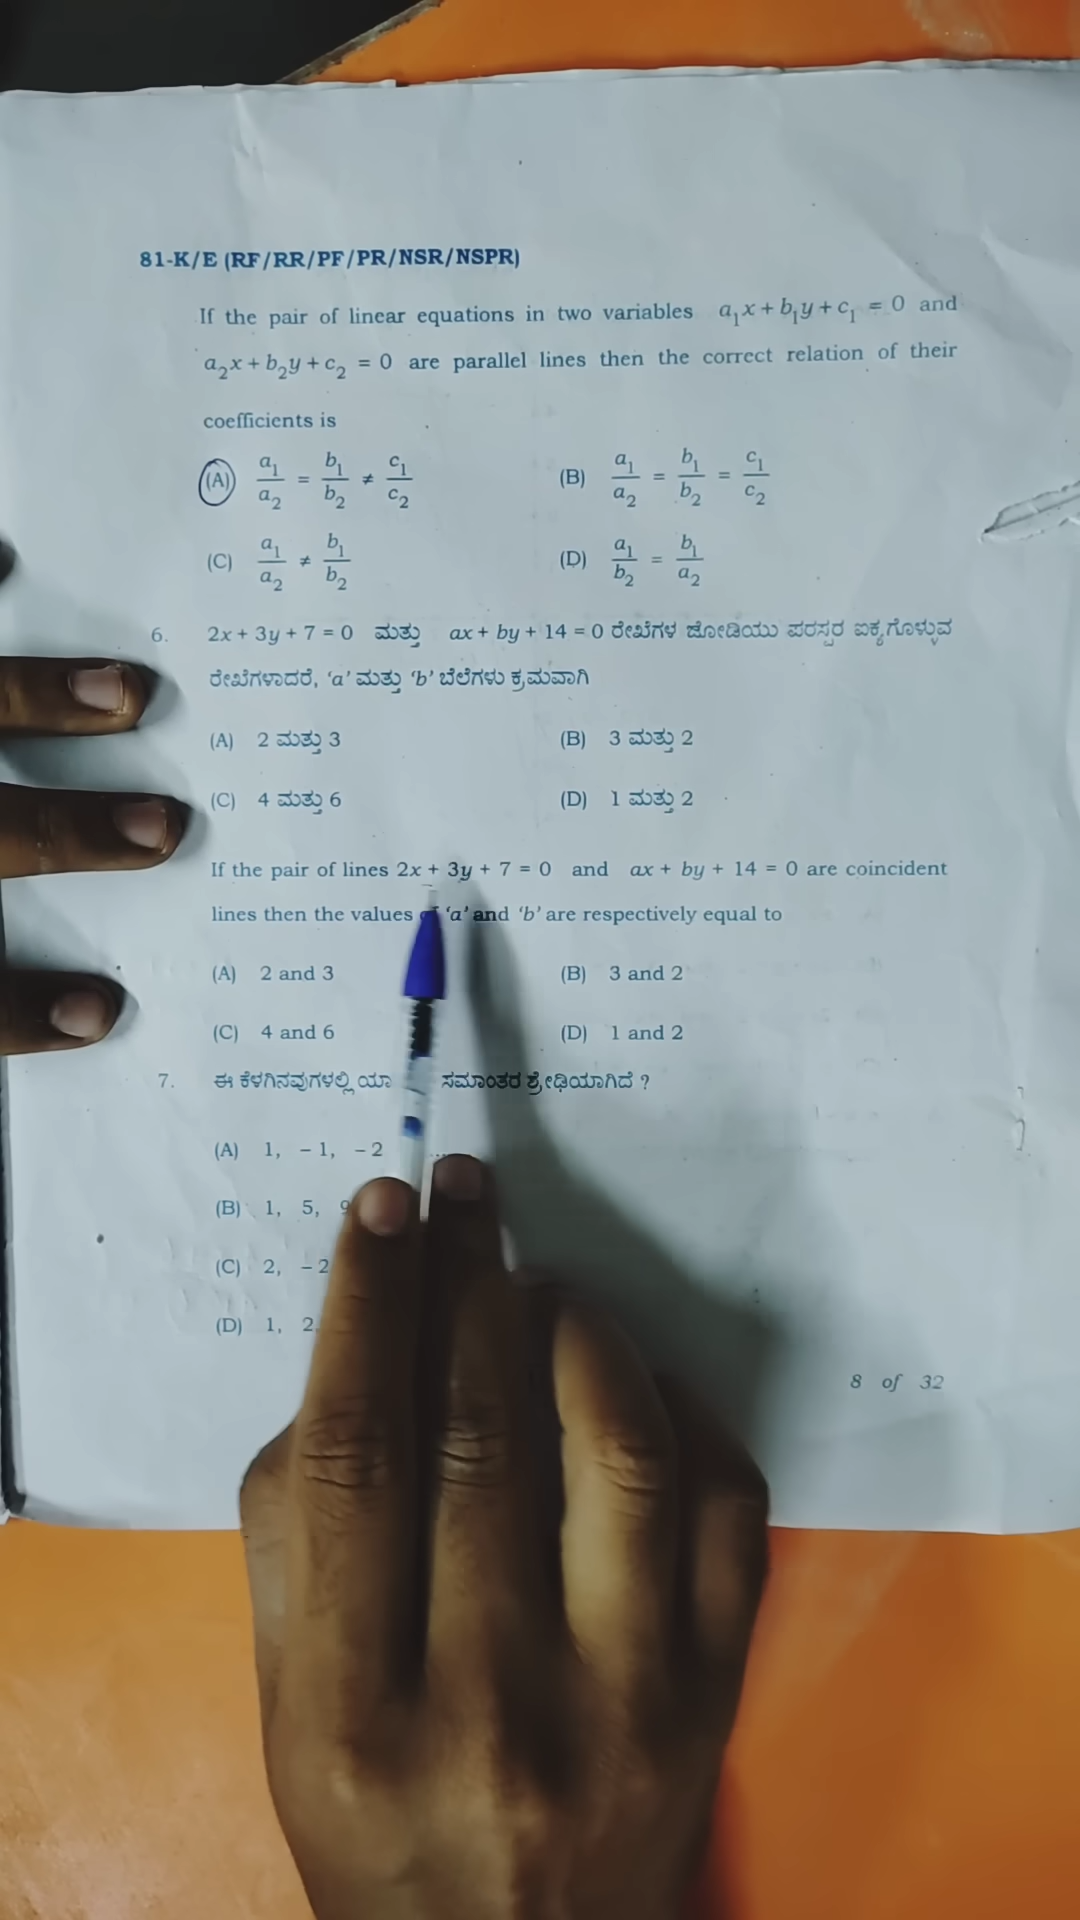 81-K/E (RF/RR/PF/PR/NSR/NSPR)
If the pair of linear equations in two variables a₁x + b₁y + c₁ = 0 and
a₂x + b₂y + c₂ = 0 are parallel lines then the correct relation of their
coefficients is
(A) a₁/a₂ = b₁/b₂ ≠ c₁/c₂ (B) a₁/a₂ = b₁/b₂ = c₁/c₂
(C) a₁/a₂ ≠ b₁/b₂ (D) a₁/b₂ = b₁/a₂
6. 2x + 3y + 7 = 0 ಮತ್ತು ax + by + 14 = 0 ರೇಖೆಗಳ ಜೋಡಿಯು ಪರಸ್ಪರ ಐಕ್ಯಗೊಳ್ಳುವ
ರೇಖೆಗಳಾದರೆ, ‘a’ ಮತ್ತು ‘b’ ಬೆಲೆಗಳು ಕ್ರಮವಾಗಿ
(A) 2 ಮತ್ತು 3 (B) 3 ಮತ್ತು 2
(C) 4 ಮತ್ತು 6 (D) 1 ಮತ್ತು 2
If the pair of lines 2x + 3y + 7 = 0 and ax + by + 14 = 0 are coincident
lines then the values ‘a’ and ‘b’ are respectively equal to
(A) 2 and 3 (B) 3 and 2
(C) 4 and 6 (D) 1 and 2
7. ಈ ಕೆಳಗಿನವುಗಳಲ್ಲಿ ಸಮಾಂತರ ಶ್ರೇಢಿಯಾಗಿದೆ ?
(A) 1, – 1, – 2 ....
(B) 1, 5, 9
(C) 2, – 2
(D) 1, 2,
8 of 32